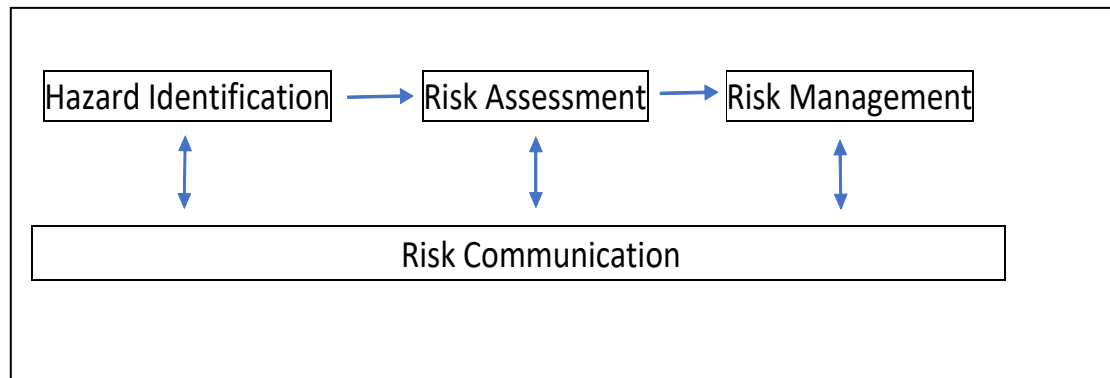 Hazard Identification
Risk Assessment
Risk Management
Risk Communication